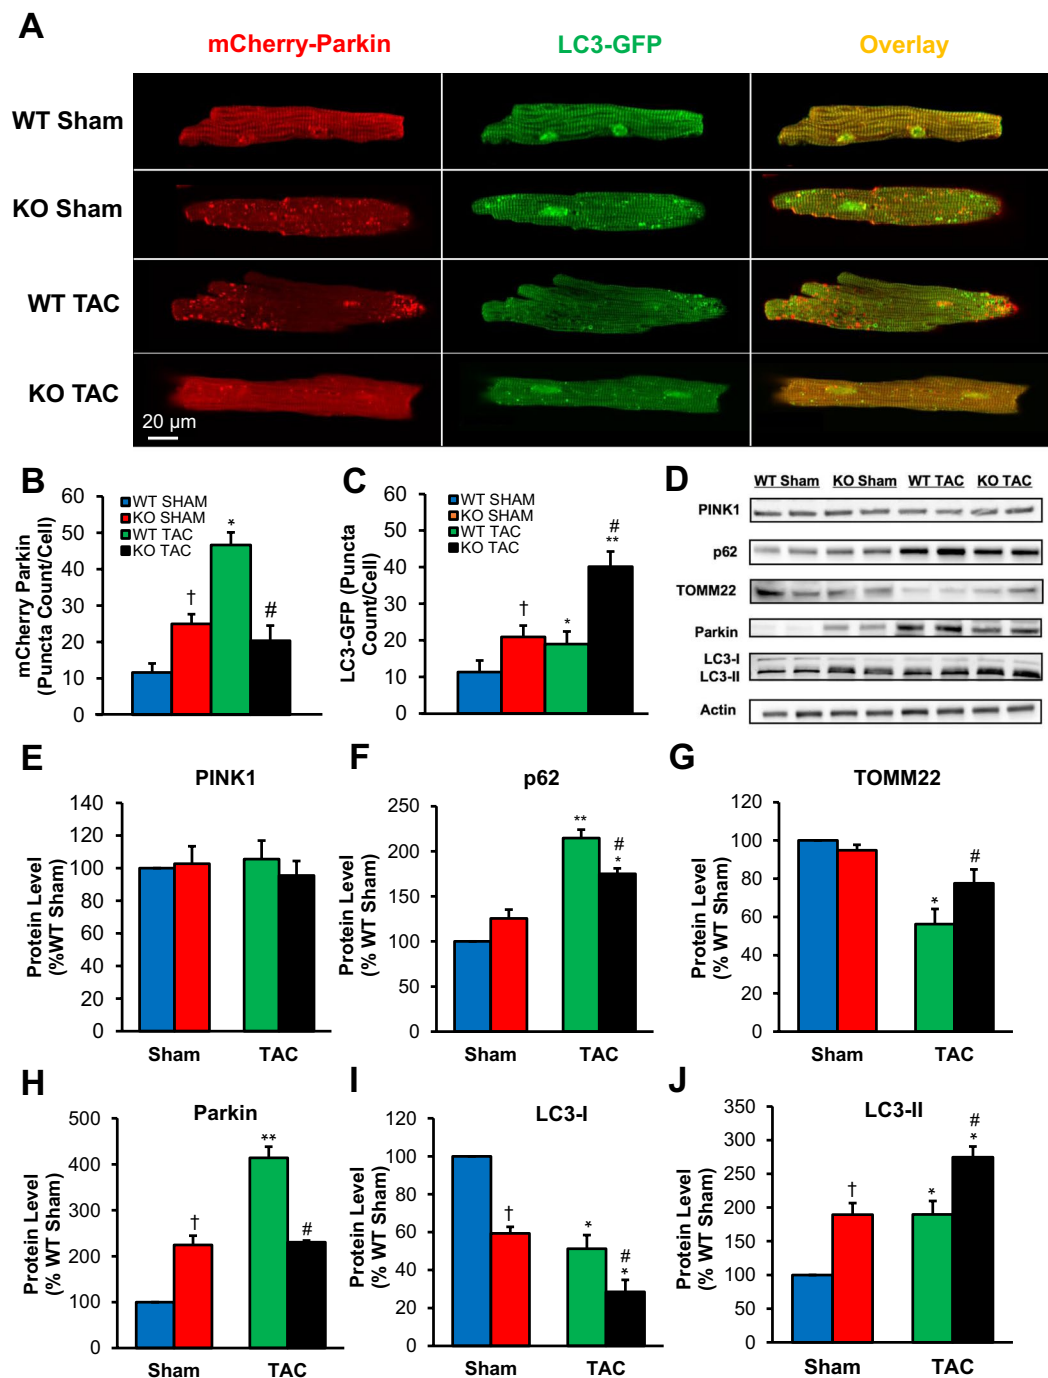 A
mCherry-Parkin LC3-GFP Overlay
WT Sham
KO Sham
WT TAC
KO TAC
20 µm
B
mCherry Parkin
(Puncta Count/Cell)
60
50
40
30
20
10
0
WT SHAM
KO SHAM
WT TAC
KO TAC
†
*
#
C
LC3-GFP (Puncta
Count/Cell)
60
50
40
30
20
10
0
WT SHAM
KO SHAM
WT TAC
KO TAC
†
*
#
**
D
WT Sham KO Sham WT TAC KO TAC
PINK1
p62
TOMM22
Parkin
LC3-I
LC3-II
Actin
E
PINK1
Protein Level
(%WT Sham)
140
120
100
80
60
40
20
0
Sham TAC
F
p62
Protein Level
(% WT Sham)
250
200
150
100
50
0
**
#
*
Sham TAC
G
TOMM22
Protein Level
(% WT Sham)
120
100
80
60
40
20
0
*
#
Sham TAC
H
Parkin
Protein Level
(% WT Sham)
500
400
300
200
100
0
†
**
#
Sham TAC
I
LC3-I
Protein Level
(% WT Sham)
120
100
80
60
40
20
0
†
*
#
*
Sham TAC
J
LC3-II
Protein Level
(% WT Sham)
350
300
250
200
150
100
50
0
†
*
#
*
Sham TAC